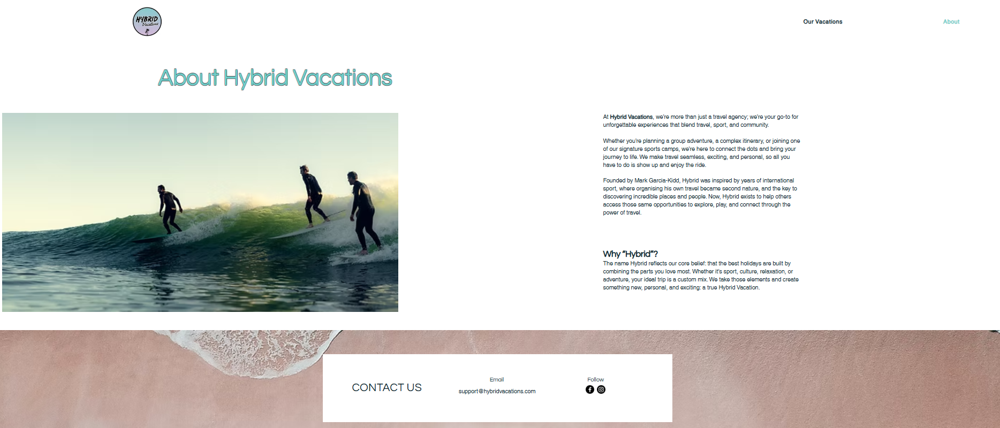 HYBRID
Vacations
Our Vacations
About
About Hybrid Vacations
At Hybrid Vacations, we're more than just a travel agency; we're your go-to for
unforgettable experiences that blend travel, sport, and community.
Whether you're planning a group adventure, a complex itinerary, or joining one
of our signature sports camps, we're here to connect the dots and bring your
journey to life. We make travel seamless, exciting, and personal, so all you
have to do is show up and enjoy the ride.
Founded by Mark Garcia-Kidd, Hybrid was inspired by years of international
sport, where organising his own travel became second nature, and the key to
discovering incredible places and people. Now, Hybrid exists to help others
access those same opportunities to explore, play, and connect through the
power of travel.
Why “Hybrid”?
The name Hybrid reflects our core belief: that the best holidays are built by
combining the parts you love most. Whether it's sport, culture, relaxation, or
adventure, your ideal trip is a custom mix. We take those elements and create
something new, personal, and exciting: a true Hybrid Vacation.
CONTACT US
Email
support@hybridvacations.com
Follow